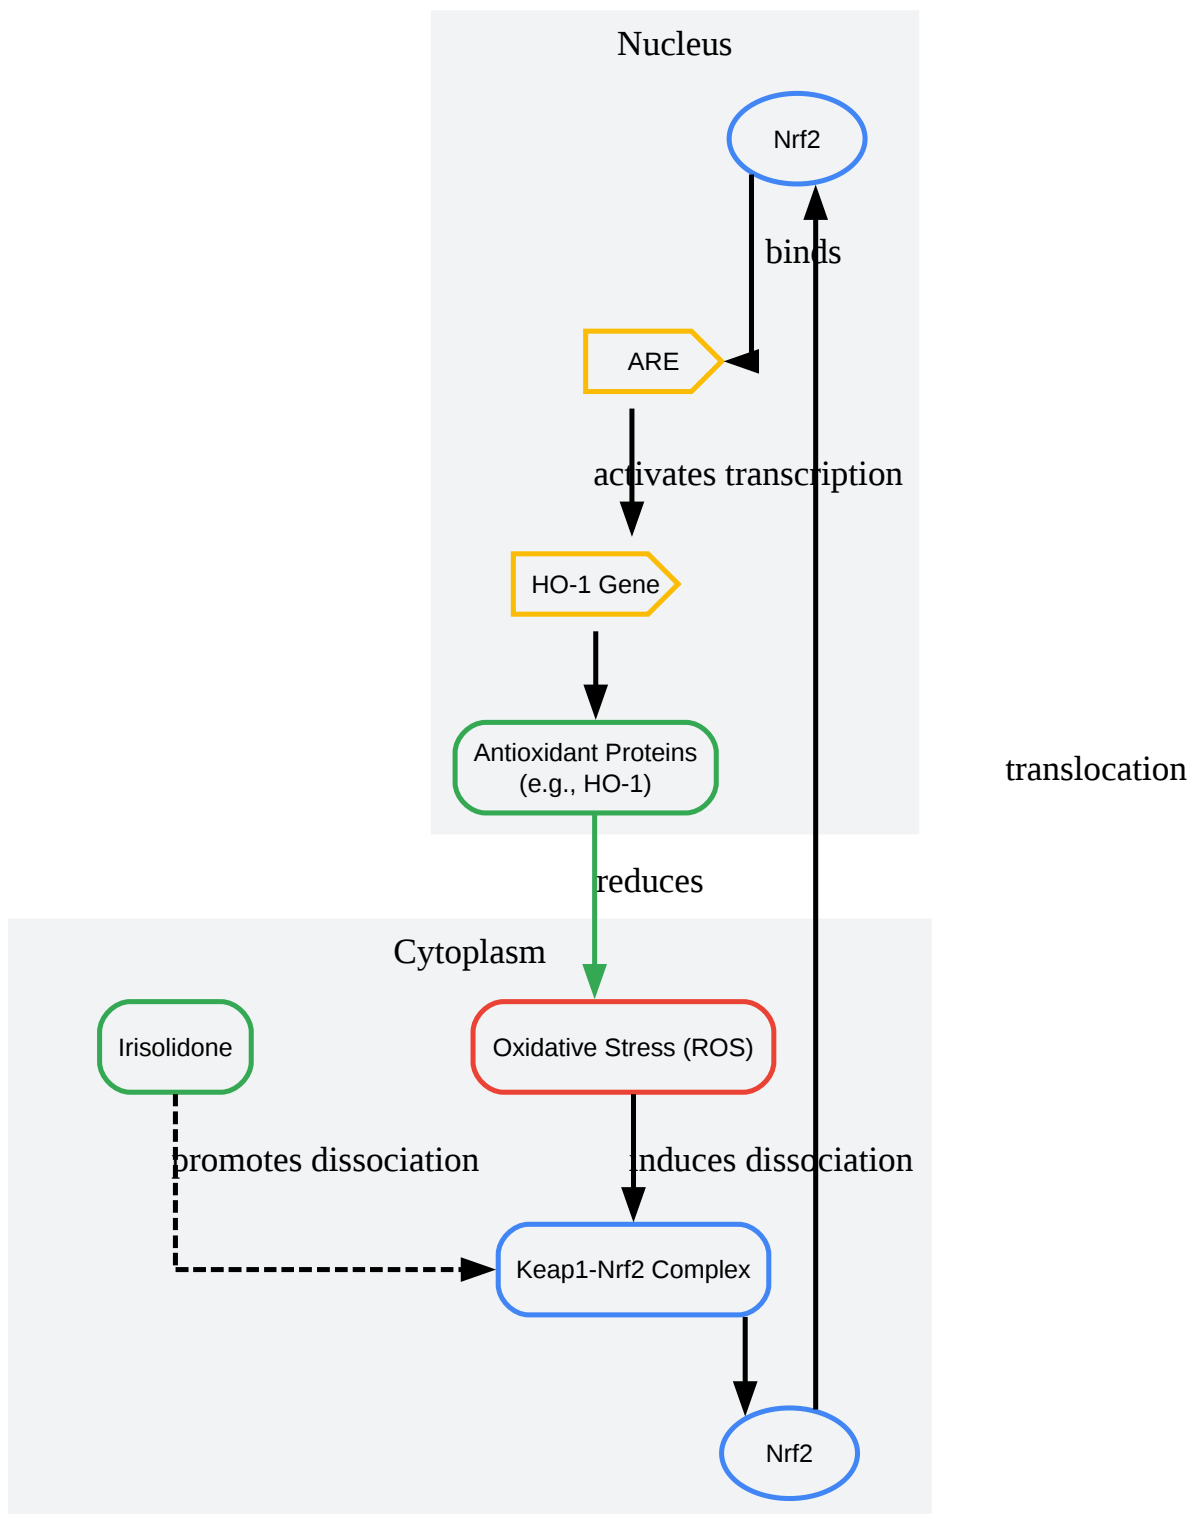 Nucleus
Nrf2
binds
ARE
activates transcription
HO-1 Gene
Antioxidant Proteins
(e.g., HO-1)
translocation
reduces
Cytoplasm
Irisolidone
Oxidative Stress (ROS)
promotes dissociation
induces dissociation
Keap1-Nrf2 Complex
Nrf2